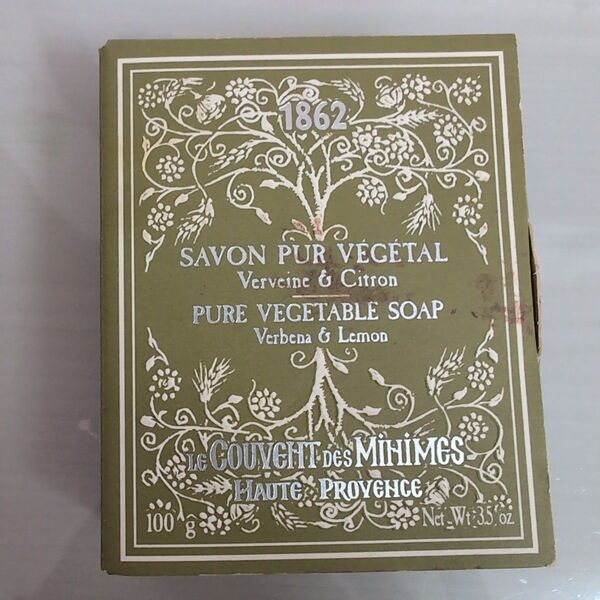 1862
SAVON PUR VÉGÉTAL
Verveine & Citron
PURE VEGETABLE SOAP
Verbena & Lemon
LE COUVENT DES MINIMES
HAUTE PROVENCE
100 g Net. Wt. 3.5 oz